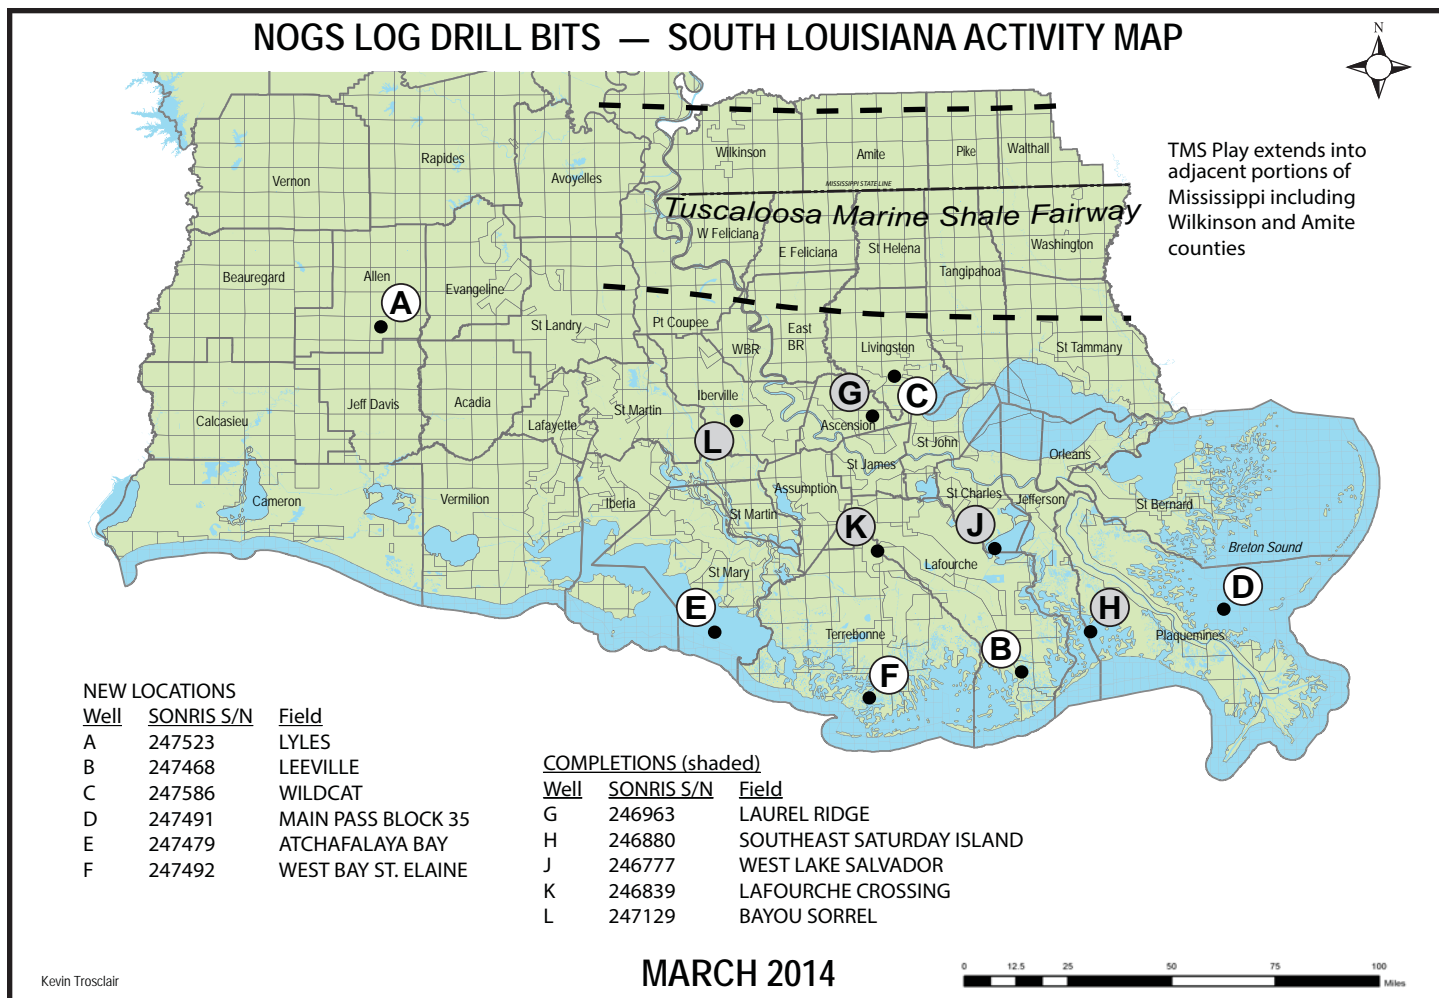 NOGS LOG DRILL BITS — SOUTH LOUISIANA ACTIVITY MAP
N
TMS Play extends into
adjacent portions of
Mississippi including
Wilkinson and Amite
counties
Wilkinson
Amite
Pike
Walthall
Rapides
Vernon
Avoyelles
MISSISSIPPI STATE LINE
Tuscaloosa Marine Shale Fairway
W Feliciana
E Feliciana
St Helena
Washington
Tangipahoa
Beauregard
Allen
Evangeline
A
St Landry
Pt Coupee
East
BR
WBR
Livingston
St Tammany
G
C
Iberville
Jeff Davis
Acadia
St Martin
Calcasieu
Lafayette
Ascension
L
St John
Orleans
St James
Cameron
Vermilion
Iberia
Assumption
St Martin
St Charles
Jefferson
St Bernard
K
J
Breton Sound
Lafourche
St Mary
D
E
H
Terrebonne
Plaquemines
B
F
NEW LOCATIONS
Well SONRIS S/N Field
A 247523 LYLES
B 247468 LEEVILLE
C 247586 WILDCAT
D 247491 MAIN PASS BLOCK 35
E 247479 ATCHAFALAYA BAY
F 247492 WEST BAY ST. ELAINE
COMPLETIONS (shaded)
Well SONRIS S/N Field
G 246963 LAUREL RIDGE
H 246880 SOUTHEAST SATURDAY ISLAND
J 246777 WEST LAKE SALVADOR
K 246839 LAFOURCHE CROSSING
L 247129 BAYOU SORREL
Kevin Trosclair
MARCH 2014
0 12.5 25 50 75 100
Miles